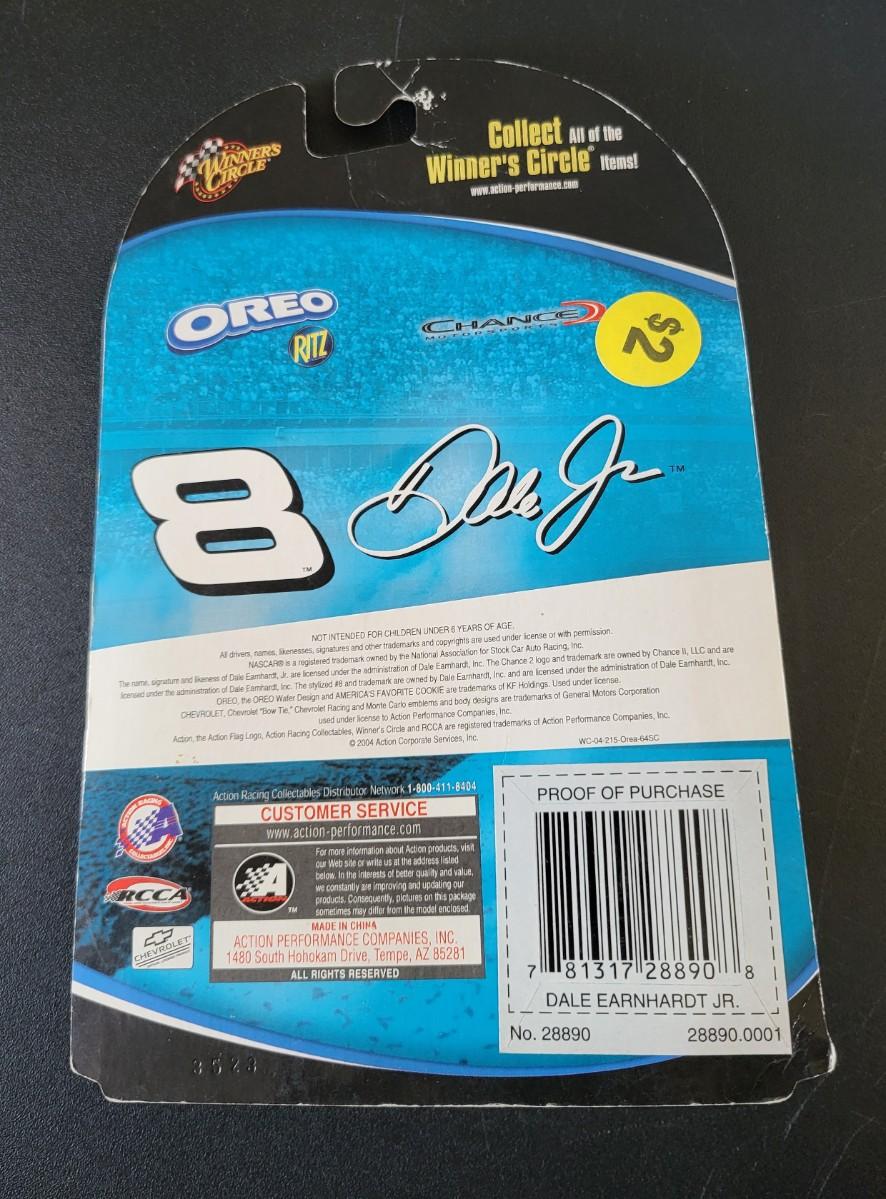 WINNER'S
CIRCLE
Collect All of the
Winner's Circle® Items!
www.action-performance.com
OREO
RITZ
CHANCE 2
MOTORSPORTS
$2
8 ™
Dale Jr ™
NOT INTENDED FOR CHILDREN UNDER 6 YEARS OF AGE.
All drivers, names, likenesses, signatures and other trademarks and copyrights are used under license or with permission.
NASCAR® is a registered trademark owned by the National Association for Stock Car Auto Racing, Inc.
The name, signature and likeness of Dale Earnhardt, Jr. are licensed under the administration of Dale Earnhardt, Inc. The Chance 2 logo and trademark are owned by Chance II, LLC and are
licensed under the administration of Dale Earnhardt, Inc. The stylized #8 and trademark are owned by Dale Earnhardt, Inc. and are licensed under the administration of Dale Earnhardt, Inc.
OREO, the OREO Wafer Design and AMERICA'S FAVORITE COOKIE are trademarks of KF Holdings. Used under license.
CHEVROLET, Chevrolet "Bow Tie," Chevrolet Racing and Monte Carlo emblems and body designs are trademarks of General Motors Corporation
used under license to Action Performance Companies, Inc.
Action, the Action Flag Logo, Action Racing Collectables, Winner's Circle and RCCA are registered trademarks of Action Performance Companies, Inc.
© 2004 Action Corporate Services, Inc.
WC-04-215-Orea-64SC
ACTION RACING
COLLECTABLES
RCCA
CHEVROLET
Action Racing Collectables Distributor Network 1-800-411-8404
CUSTOMER SERVICE
www.action-performance.com
A
ACTION ™
For more information about Action products, visit
our Web site or write us at the address listed
below. In the interests of better quality and value,
we constantly are improving and updating our
products. Consequently, pictures on this package
sometimes may differ from the model enclosed.
MADE IN CHINA
ACTION PERFORMANCE COMPANIES, INC.
1480 South Hohokam Drive, Tempe, AZ 85281
ALL RIGHTS RESERVED
PROOF OF PURCHASE
7 81317 28890 8
DALE EARNHARDT JR.
No. 28890 28890.0001
3523